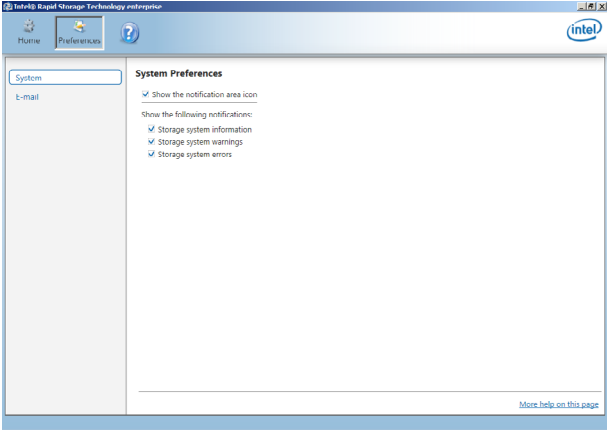 Intel® Rapid Storage Technology enterprise
Home
Preferences
?
intel
System
E-mail
System Preferences
Show the notification area icon
Show the following notifications:
Storage system information
Storage system warnings
Storage system errors
More help on this page